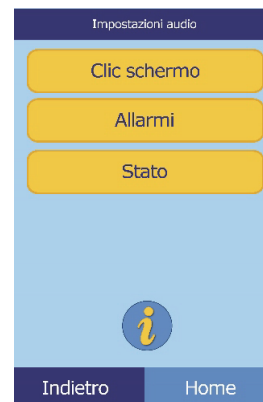 Impostazioni audio
Clic schermo
Allarmi
Stato
i
Indietro Home